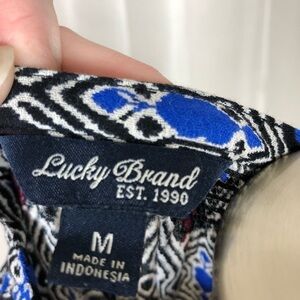 Lucky Brand
EST. 1990
M
MADE IN
INDONESIA